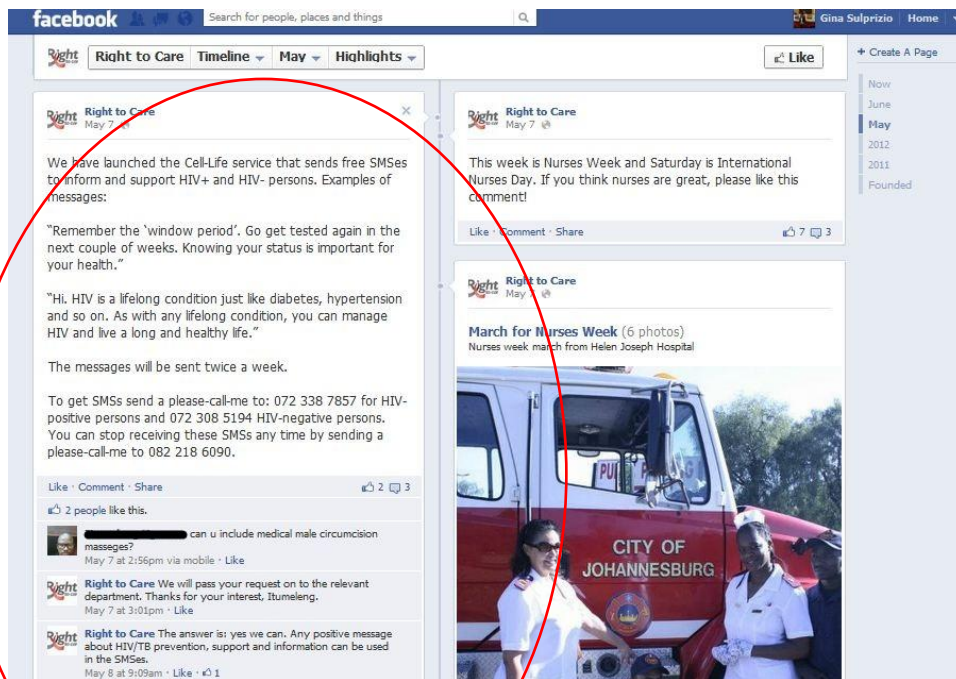 facebook
Search for people, places and things
Gina Sulprizio Home
Right to Care Timeline May Highlights
Like
+ Create A Page
Now
June
May
2012
2011
Founded
Right to Care
May 7
We have launched the Cell-Life service that sends free SMSes
to inform and support HIV+ and HIV- persons. Examples of
messages:
"Remember the 'window period'. Go get tested again in the
next couple of weeks. Knowing your status is important for
your health."
"Hi. HIV is a lifelong condition just like diabetes, hypertension
and so on. As with any lifelong condition, you can manage
HIV and live a long and healthy life."
The messages will be sent twice a week.
To get SMSs send a please-call-me to: 072 338 7857 for HIV-
positive persons and 072 308 5194 HIV-negative persons.
You can stop receiving these SMSs any time by sending a
please-call-me to 082 218 6090.
Like · Comment · Share 2 3
2 people like this.
can u include medical male circumcision
masseges?
May 7 at 2:56pm via mobile · Like
Right to Care We will pass your request on to the relevant
department. Thanks for your interest, Itumeleng.
May 7 at 3:01pm · Like
Right to Care The answer is: yes we can. Any positive message
about HIV/TB prevention, support and information can be used
in the SMSes.
May 8 at 9:09am · Like · 1
Right to Care
May 7
This week is Nurses Week and Saturday is International
Nurses Day. If you think nurses are great, please like this
comment!
Like · Comment · Share 7 3
Right to Care
May 7
March for Nurses Week (6 photos)
Nurses week march from Helen Joseph Hospital
CITY OF
JOHANNESBURG